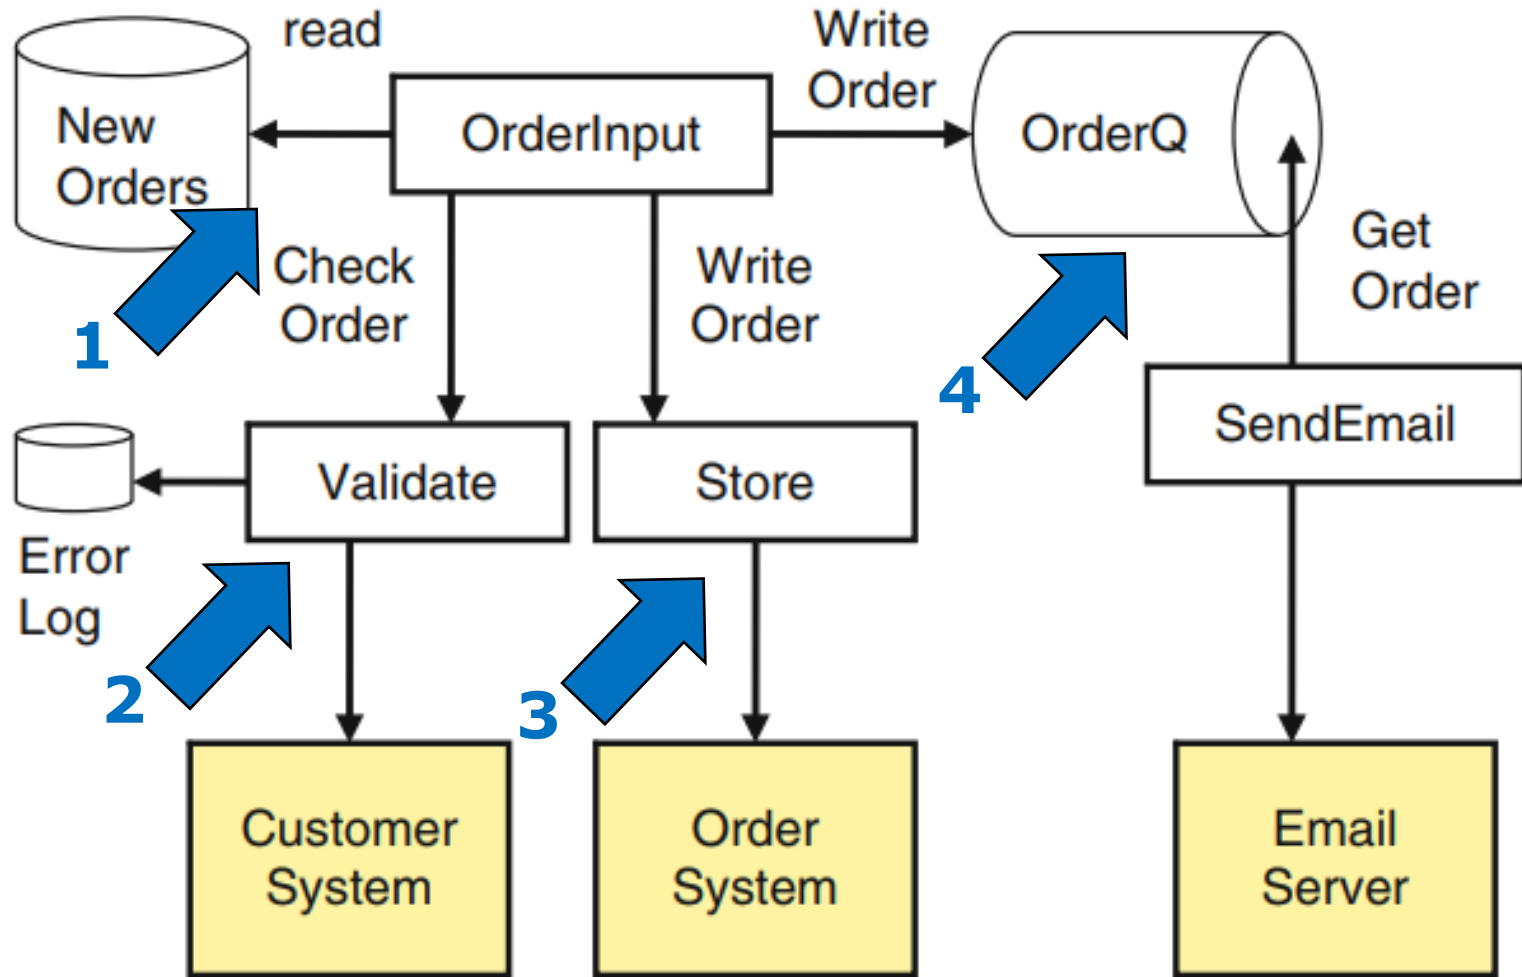 read
Write
Order
New
Orders
OrderInput
OrderQ
Check
Order
Write
Order
Get
Order
1
4
SendEmail
Validate
Store
Error
Log
2
3
Customer
System
Order
System
Email
Server